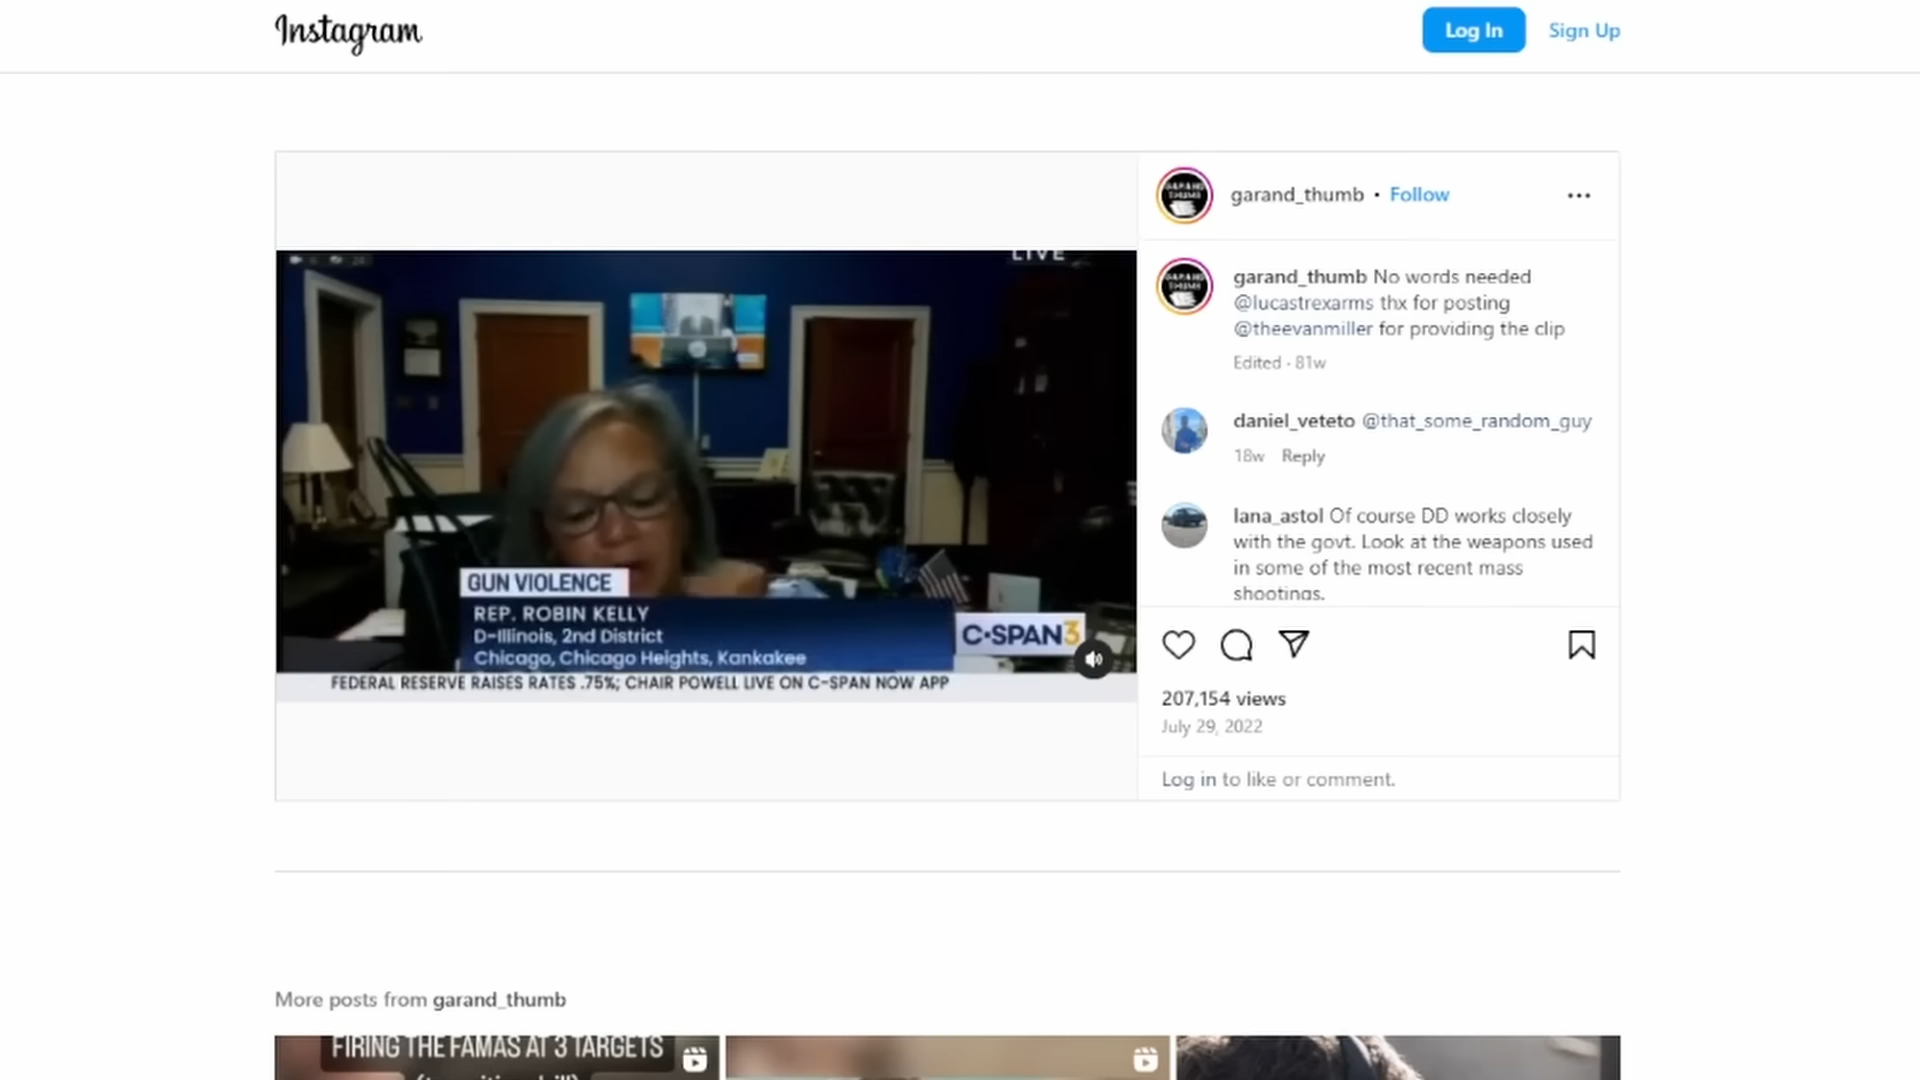 Instagram
Log In
Sign Up
LIVE
GUN VIOLENCE
REP. ROBIN KELLY
D-Illinois, 2nd District
Chicago, Chicago Heights, Kankakee
C-SPAN3
FEDERAL RESERVE RAISES RATES .75%; CHAIR POWELL LIVE ON C-SPAN NOW APP
garand_thumb • Follow
garand_thumb No words needed
@lucastrexarms thx for posting
@theevanmiller for providing the clip
Edited · 81w
daniel_veteto @that_some_random_guy
18w Reply
lana_astol Of course DD works closely
with the govt. Look at the weapons used
in some of the most recent mass
shootings.
207,154 views
July 29, 2022
Log in to like or comment.
More posts from garand_thumb
FIRING THE FAMAS AT 3 TARGETS